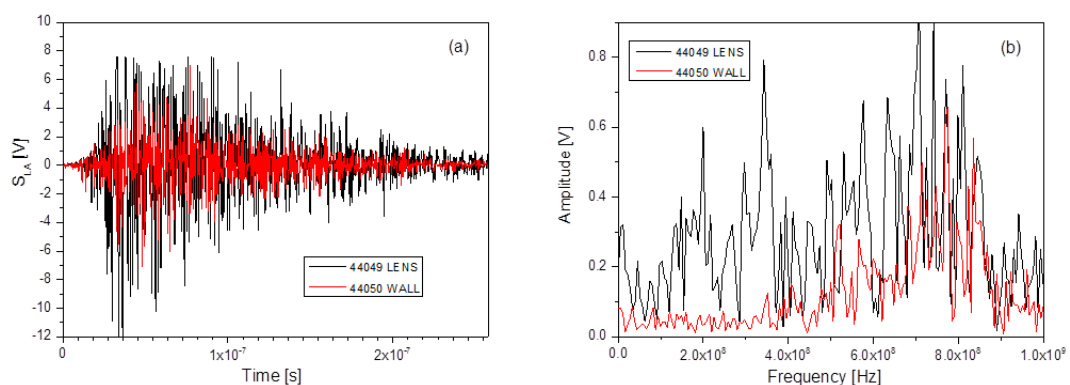 (a)
S_LA [V]
10
8
6
4
2
0
-2
-4
-6
-8
-10
-12
44049 LENS
44050 WALL
0
1x10^-7
2x10^-7
Time [s]
(b)
Amplitude [V]
0.8
0.6
0.4
0.2
0.0
44049 LENS
44050 WALL
0.0
2.0x10^8
4.0x10^8
6.0x10^8
8.0x10^8
1.0x10^9
Frequency [Hz]